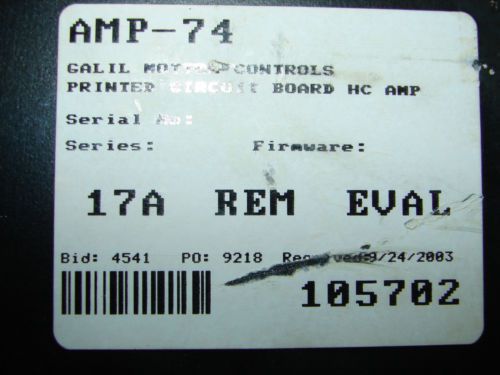 AMP-74
GALIL MOTION CONTROLS
PRINTED CIRCUIT BOARD HC AMP
Serial No:
Series: Firmware:
17A REM EVAL
Bid: 4541 PO: 9218 Received:9/24/2003
105702